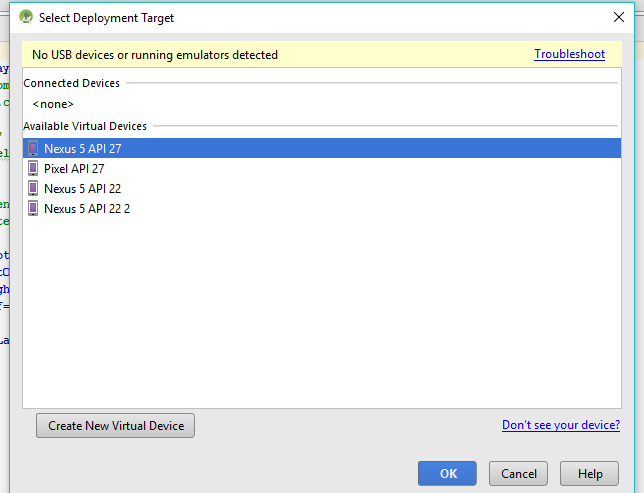 Select Deployment Target
No USB devices or running emulators detected Troubleshoot
Connected Devices
<none>
Available Virtual Devices
Nexus 5 API 27
Pixel API 27
Nexus 5 API 22
Nexus 5 API 22 2
Create New Virtual Device Don't see your device?
OK Cancel Help